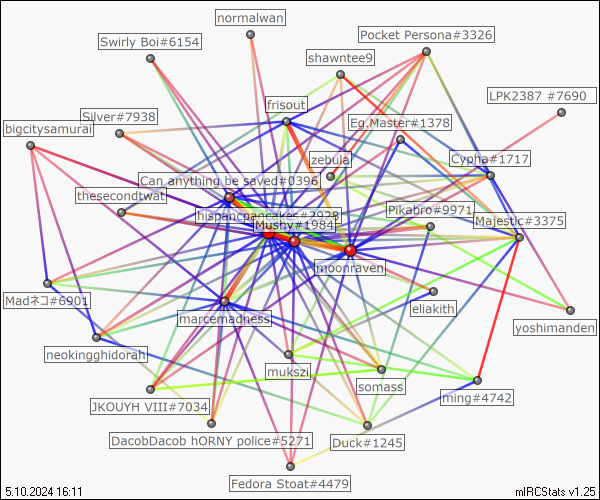 normalwan
Swirly Boi#6154
Pocket Persona#3326
shawntee9
LPK2387 #7690
frisout
Silver#7938
Eg.Master#1378
bigcitysamurai
zebula
Cypha#1717
Can anything be saved#0396
thesecondtwat
hispancpancakes#2928
Pikabro#9971
Mushy#1984
Majestic#3375
moonraven
Madネコ#6901
eliakith
marcemadness
yoshimanden
neokingghidorah
mukszi
somass
ming#4742
JKOUYH VIII#7034
DacobDacob hORNY police#5271
Duck#1245
Fedora Stoat#4479
5.10.2024 16:11
mIRCStats v1.25